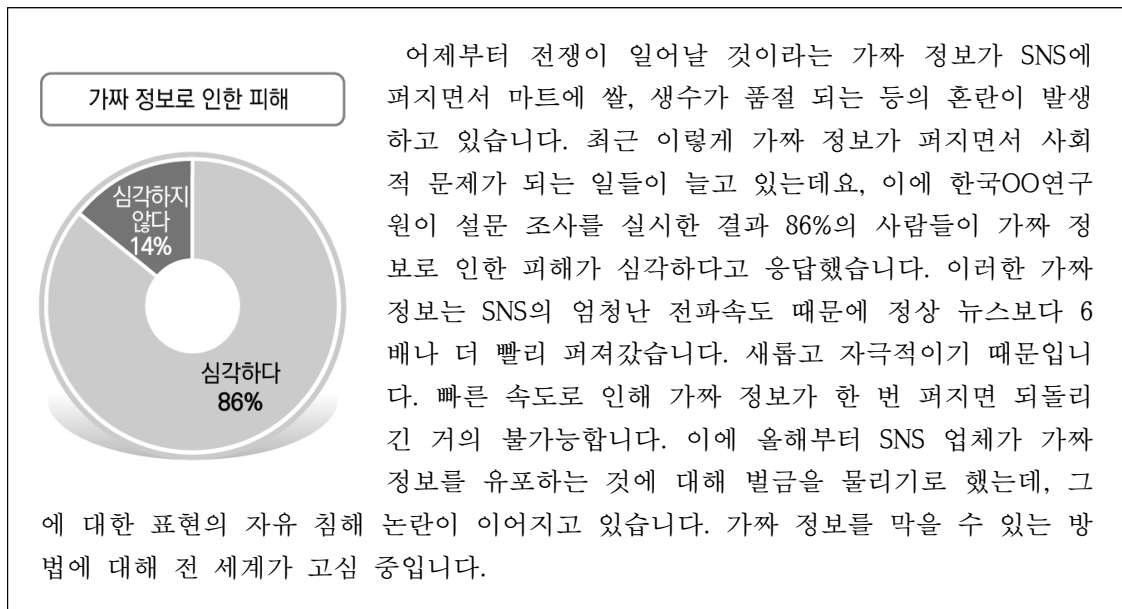 가짜 정보로 인한 피해
심각하지
않다
14%
심각하다
86%
어제부터 전쟁이 일어날 것이라는 가짜 정보가 SNS에
퍼지면서 마트에 쌀, 생수가 품절 되는 등의 혼란이 발생
하고 있습니다. 최근 이렇게 가짜 정보가 퍼지면서 사회
적 문제가 되는 일들이 늘고 있는데요, 이에 한국OO연구
원이 설문 조사를 실시한 결과 86%의 사람들이 가짜 정
보로 인한 피해가 심각하다고 응답했습니다. 이러한 가짜
정보는 SNS의 엄청난 전파속도 때문에 정상 뉴스보다 6
배나 더 빨리 퍼져갔습니다. 새롭고 자극적이기 때문입니
다. 빠른 속도로 인해 가짜 정보가 한 번 퍼지면 되돌리
긴 거의 불가능합니다. 이에 올해부터 SNS 업체가 가짜
정보를 유포하는 것에 대해 벌금을 물리기로 했는데, 그
에 대한 표현의 자유 침해 논란이 이어지고 있습니다. 가짜 정보를 막을 수 있는 방
법에 대해 전 세계가 고심 중입니다.